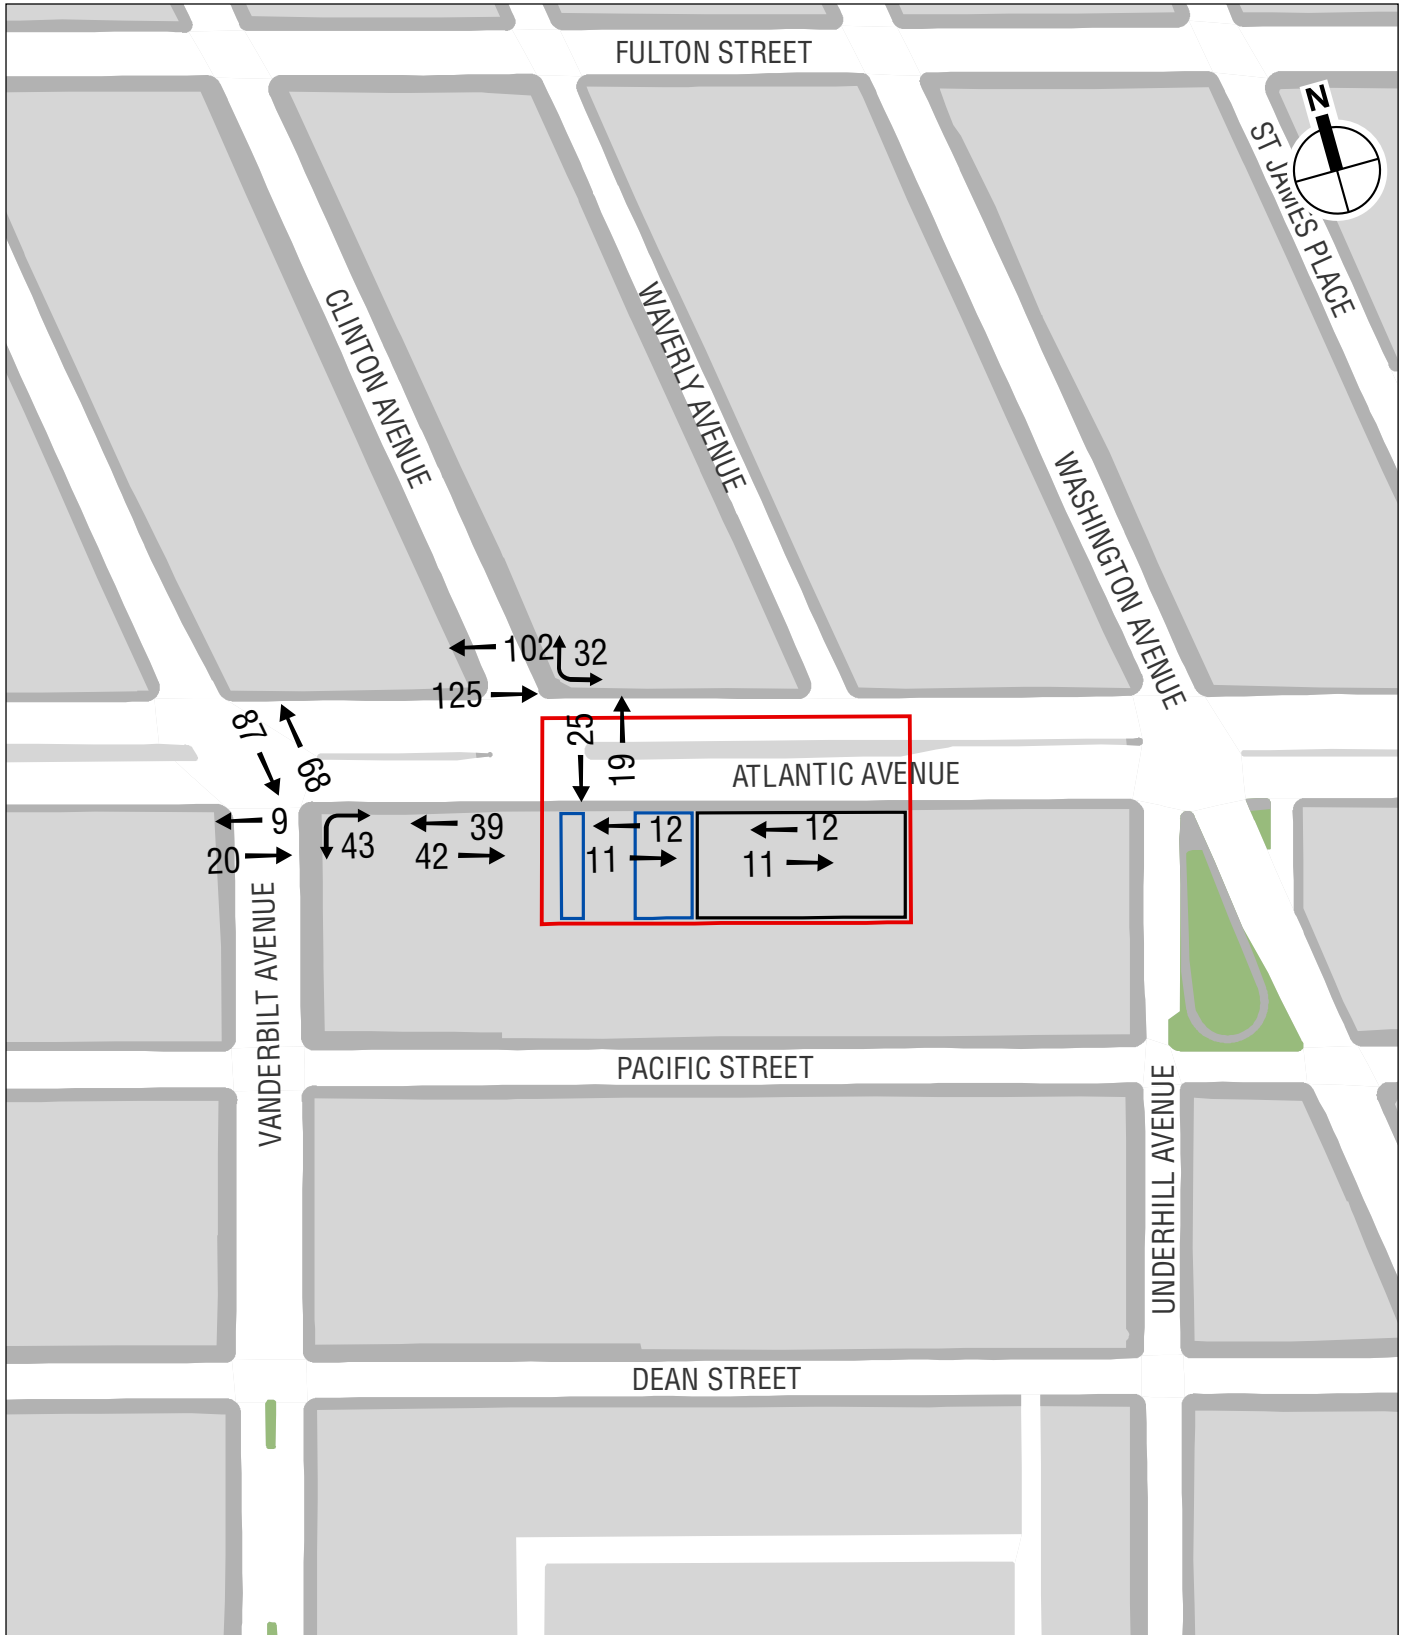 FULTON STREET
N
ST JAMES PLACE
CLINTON AVENUE
WAVERLY AVENUE
WASHINGTON AVENUE
102
32
125
87
68
25
19
ATLANTIC AVENUE
9
20
43
39
42
12
11
12
11
VANDERBILT AVENUE
PACIFIC STREET
UNDERHILL AVENUE
DEAN STREET